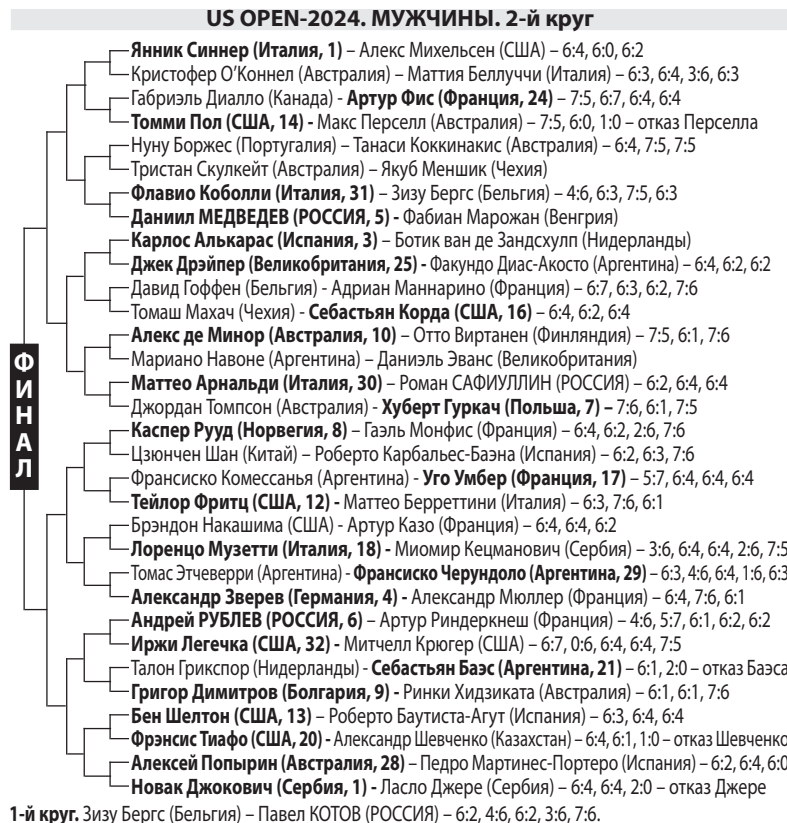 US OPEN-2024. МУЖЧИНЫ. 2-й круг
Янник Синнер (Италия, 1) – Алекс Михельсен (США) – 6:4, 6:0, 6:2
Кристофер О'Коннел (Австралия) – Маттия Беллуччи (Италия) – 6:3, 6:4, 3:6, 6:3
Габриэль Диалло (Канада) - Артур Фис (Франция, 24) – 7:5, 6:7, 6:4, 6:4
Томми Пол (США, 14) - Макс Перселл (Австралия) – 7:5, 6:0, 1:0 – отказ Перселла
Нуну Боржес (Португалия) – Танаси Коккинакис (Австралия) – 6:4, 7:5, 7:5
Тристан Скулкейт (Австралия) – Якуб Меншик (Чехия)
Флавио Коболли (Италия, 31) – Зизу Бергс (Бельгия) – 4:6, 6:3, 7:5, 6:3
Даниил МЕДВЕДЕВ (РОССИЯ, 5) - Фабиан Марожан (Венгрия)
Карлос Алькарас (Испания, 3) – Ботик ван де Зандсхулп (Нидерланды)
Джек Дрэйпер (Великобритания, 25) - Факундо Диас-Акосто (Аргентина) – 6:4, 6:2, 6:2
Давид Гоффен (Бельгия) - Адриан Маннарино (Франция) – 6:7, 6:3, 6:2, 7:6
Томаш Махач (Чехия) - Себастьян Корда (США, 16) – 6:4, 6:2, 6:4
Алекс де Минор (Австралия, 10) – Отто Виртанен (Финляндия) – 7:5, 6:1, 7:6
Мариано Навоне (Аргентина) – Даниэль Эванс (Великобритания)
Маттео Арнальди (Италия, 30) – Роман САФИУЛЛИН (РОССИЯ) – 6:2, 6:4, 6:4
Джордан Томпсон (Австралия) - Хуберт Гуркач (Польша, 7) – 7:6, 6:1, 7:5
Каспер Рууд (Норвегия, 8) – Гаэль Монфис (Франция) – 6:4, 6:2, 2:6, 7:6
Цзюнчен Шан (Китай) – Роберто Карбальес-Баэна (Испания) – 6:2, 6:3, 7:6
Франсиско Комессанья (Аргентина) - Уго Умбер (Франция, 17) – 5:7, 6:4, 6:4, 6:4
Тейлор Фритц (США, 12) - Маттео Берреттини (Италия) – 6:3, 7:6, 6:1
Брэндон Накашима (США) - Артур Казо (Франция) – 6:4, 6:4, 6:2
Лоренцо Музетти (Италия, 18) - Миомир Кецманович (Сербия) – 3:6, 6:4, 6:4, 2:6, 7:5
Томас Этчеверри (Аргентина) - Франсиско Черундоло (Аргентина, 29) – 6:3, 4:6, 6:4, 1:6, 6:3
Александр Зверев (Германия, 4) - Александр Мюллер (Франция) – 6:4, 7:6, 6:1
Андрей РУБЛЕВ (РОССИЯ, 6) – Артур Риндеркнеш (Франция) – 4:6, 5:7, 6:1, 6:2, 6:2
Иржи Легечка (США, 32) - Митчелл Крюгер (США) – 6:7, 0:6, 6:4, 6:4, 7:5
Талон Грикспор (Нидерланды) - Себастьян Баэс (Аргентина, 21) – 6:1, 2:0 – отказ Баэса
Григор Димитров (Болгария, 9) - Ринки Хидзиката (Австралия) – 6:1, 6:1, 7:6
Бен Шелтон (США, 13) – Роберто Баутиста-Агут (Испания) – 6:3, 6:4, 6:4
Фрэнсис Тиафо (США, 20) - Александр Шевченко (Казахстан) – 6:4, 6:1, 1:0 – отказ Шевченко
Алексей Попырин (Австралия, 28) – Педро Мартинес-Портеро (Испания) – 6:2, 6:4, 6:0
Новак Джокович (Сербия, 1) - Ласло Джере (Сербия) – 6:4, 6:4, 2:0 – отказ Джере
ФИНАЛ
1-й круг. Зизу Бергс (Бельгия) – Павел КОТОВ (РОССИЯ) – 6:2, 4:6, 6:2, 3:6, 7:6.